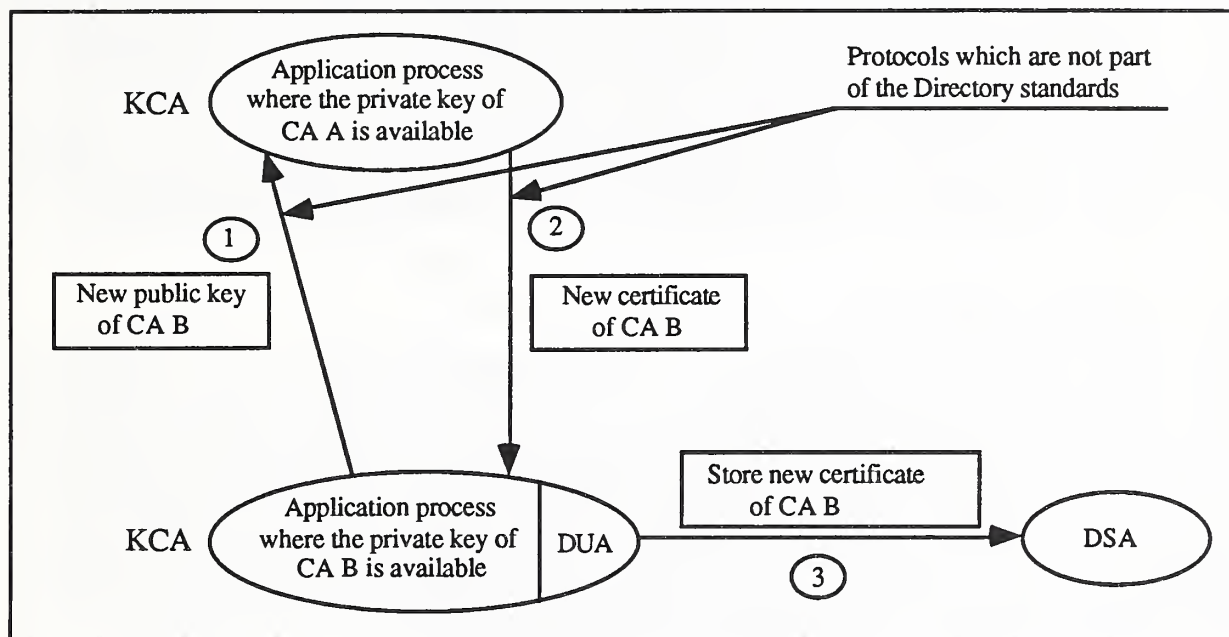 Protocols which are not part
of the Directory standards
KCA
Application process
where the private key of
CA A is available
1
2
New public key
of CA B
New certificate
of CA B
KCA
Application process
where the private key of
CA B is available
DUA
Store new certificate
of CA B
3
DSA